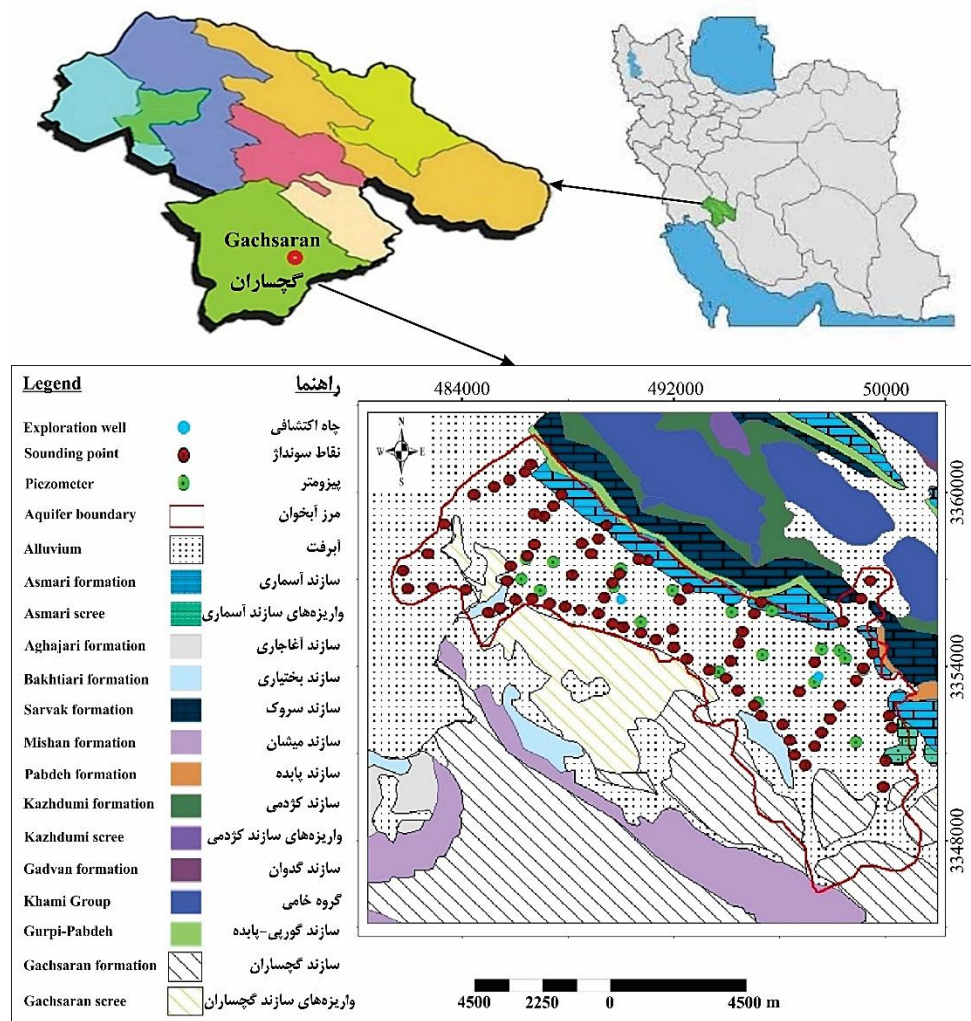 Gachsaran
گچساران
Legend راهنما
Exploration well چاه اکتشافی
Sounding point نقاط سونداژ
Piezometer پیزومتر
Aquifer boundary مرز آبخوان
Alluvium آبرفت
Asmari formation سازند آسماری
Asmari scree واریزه‌های سازند آسماری
Aghajari formation سازند آغاجاری
Bakhtiari formation سازند بختیاری
Sarvak formation سازند سروک
Mishan formation سازند میشان
Pabdeh formation سازند پابده
Kazhdumi formation سازند کژدمی
Kazhdumi scree واریزه‌های سازند کژدمی
Gadvan formation سازند گدوان
Khami Group گروه خامی
Gurpi-Pabdeh سازند گورپی-پابده
Gachsaran formation سازند گچساران
Gachsaran scree واریزه‌های سازند گچساران
484000 492000 50000
N
W E
S
3360000
3354000
3348000
4500 2250 0 4500 m